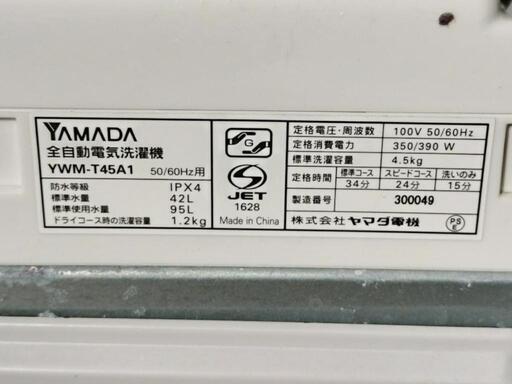 YAMADA
全自動電気洗濯機
YWM-T45A1 50/60Hz用
防水等級 IPX4
標準水量 42L
標準使用水量 95L
ドライコース時の洗濯容量 1.2kg
G
S
JET
1628
Made in China
定格電圧・周波数 100V 50/60Hz
定格消費電力 350/390 W
標準洗濯容量 4.5kg
標準コース スピードコース 洗いのみ
34分 24分 15分
製造番号 300049
株式会社ヤマダ電機
PS
E